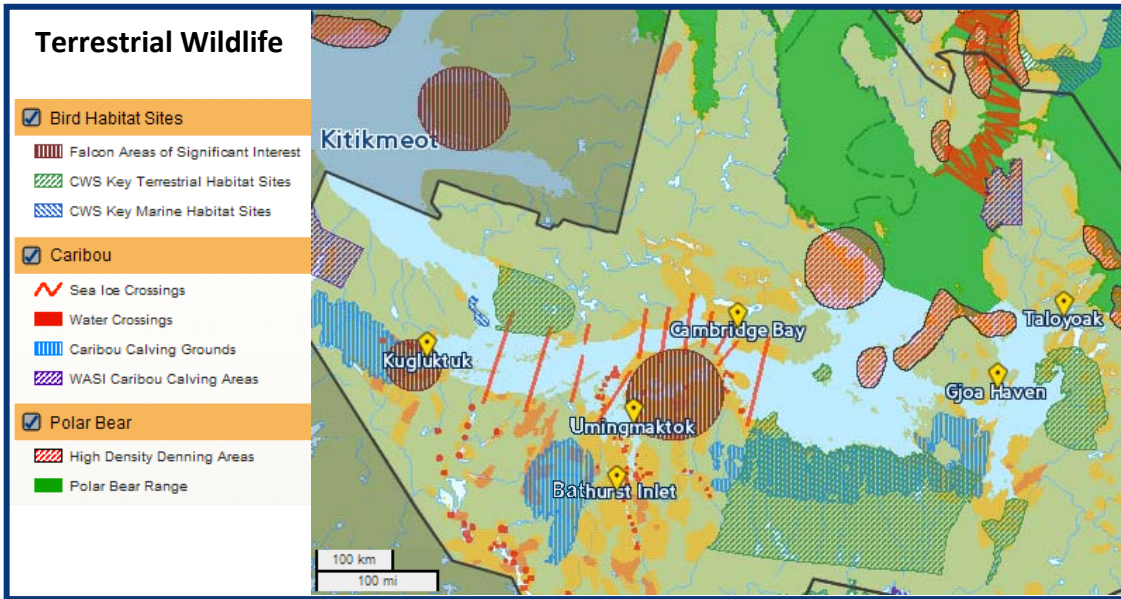 Terrestrial Wildlife
Bird Habitat Sites
Falcon Areas of Significant Interest
CWS Key Terrestrial Habitat Sites
CWS Key Marine Habitat Sites
Caribou
Sea Ice Crossings
Water Crossings
Caribou Calving Grounds
WASI Caribou Calving Areas
Polar Bear
High Density Denning Areas
Polar Bear Range
Kitikmeot
Cambridge Bay
Taloyoak
Kugluktuk
Gjoa Haven
Umingmaktok
Bathurst Inlet
100 km
100 mi